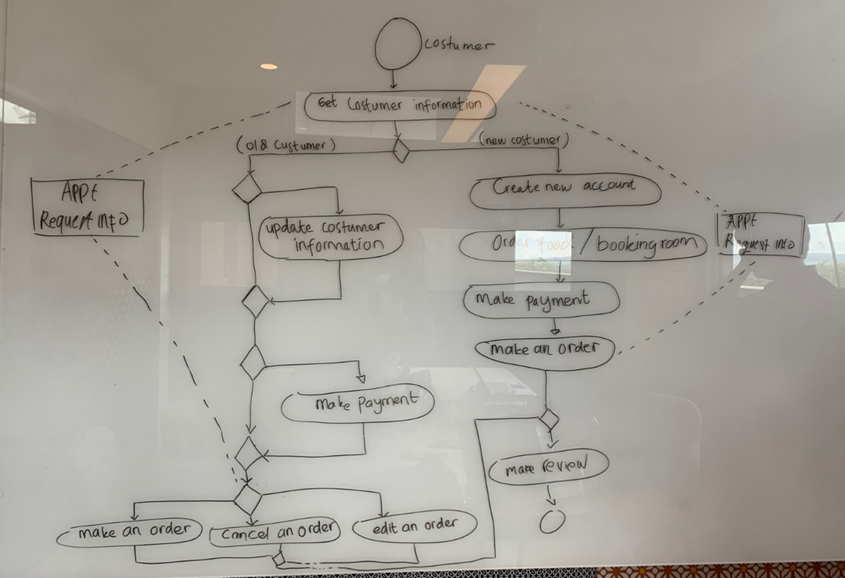 costumer
Get Costumer information
(old Custumer)
(new costumer)
APPt
Request InfO
Create new account
APPt
Request InfO
update costumer
information
Order food / booking room
make payment
make an order
make payment
make review
make an order
Cancel an order
edit an order